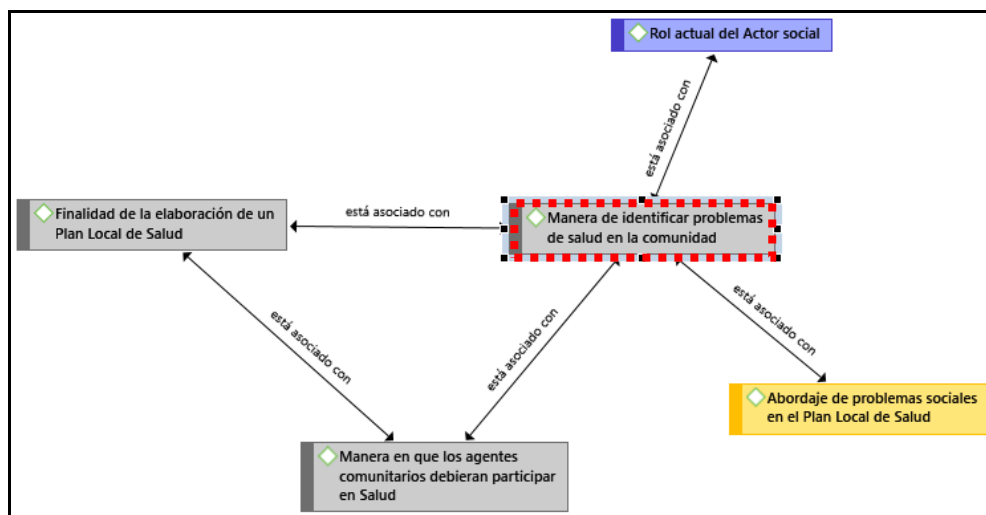 Rol actual del Actor social
está asociado con
Finalidad de la elaboración de un
Plan Local de Salud
está asociado con
Manera de identificar problemas
de salud en la comunidad
está asociado con
está asociado con
está asociado con
Abordaje de problemas sociales
en el Plan Local de Salud
Manera en que los agentes
comunitarios debieran participar
en Salud